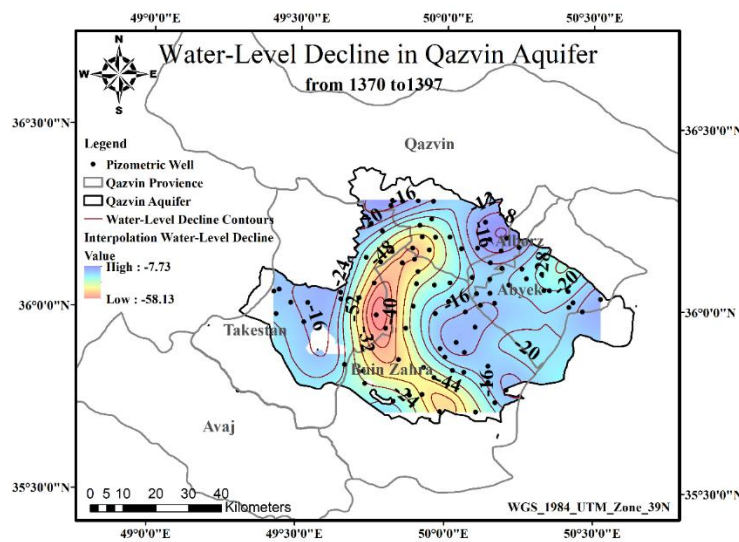 49°0'0"E 49°30'0"E 50°0'0"E 50°30'0"E
Water-Level Decline in Qazvin Aquifer
from 1370 to1397
N
W E
S
36°30'0"N 36°30'0"N
Qazvin
Legend
Pizometric Well
Qazvin Provience
Qazvin Aquifer
Water-Level Decline Contours
Interpolation Water-Level Decline
Value
High : -7.73
Low : -58.13
-16
-12
-8
-20
-16
Alborz
-48
-28
-24
-20
Abyek
-52
-40
-16
-16
36°0'0"N 36°0'0"N
Takestan
-32
-20
Buin Zahra
-44
-16
-24
Avaj
35°30'0"N 35°30'0"N
0 5 10 20 30 40
Kilometers
WGS_1984_UTM_Zone_39N
49°0'0"E 49°30'0"E 50°0'0"E 50°30'0"E